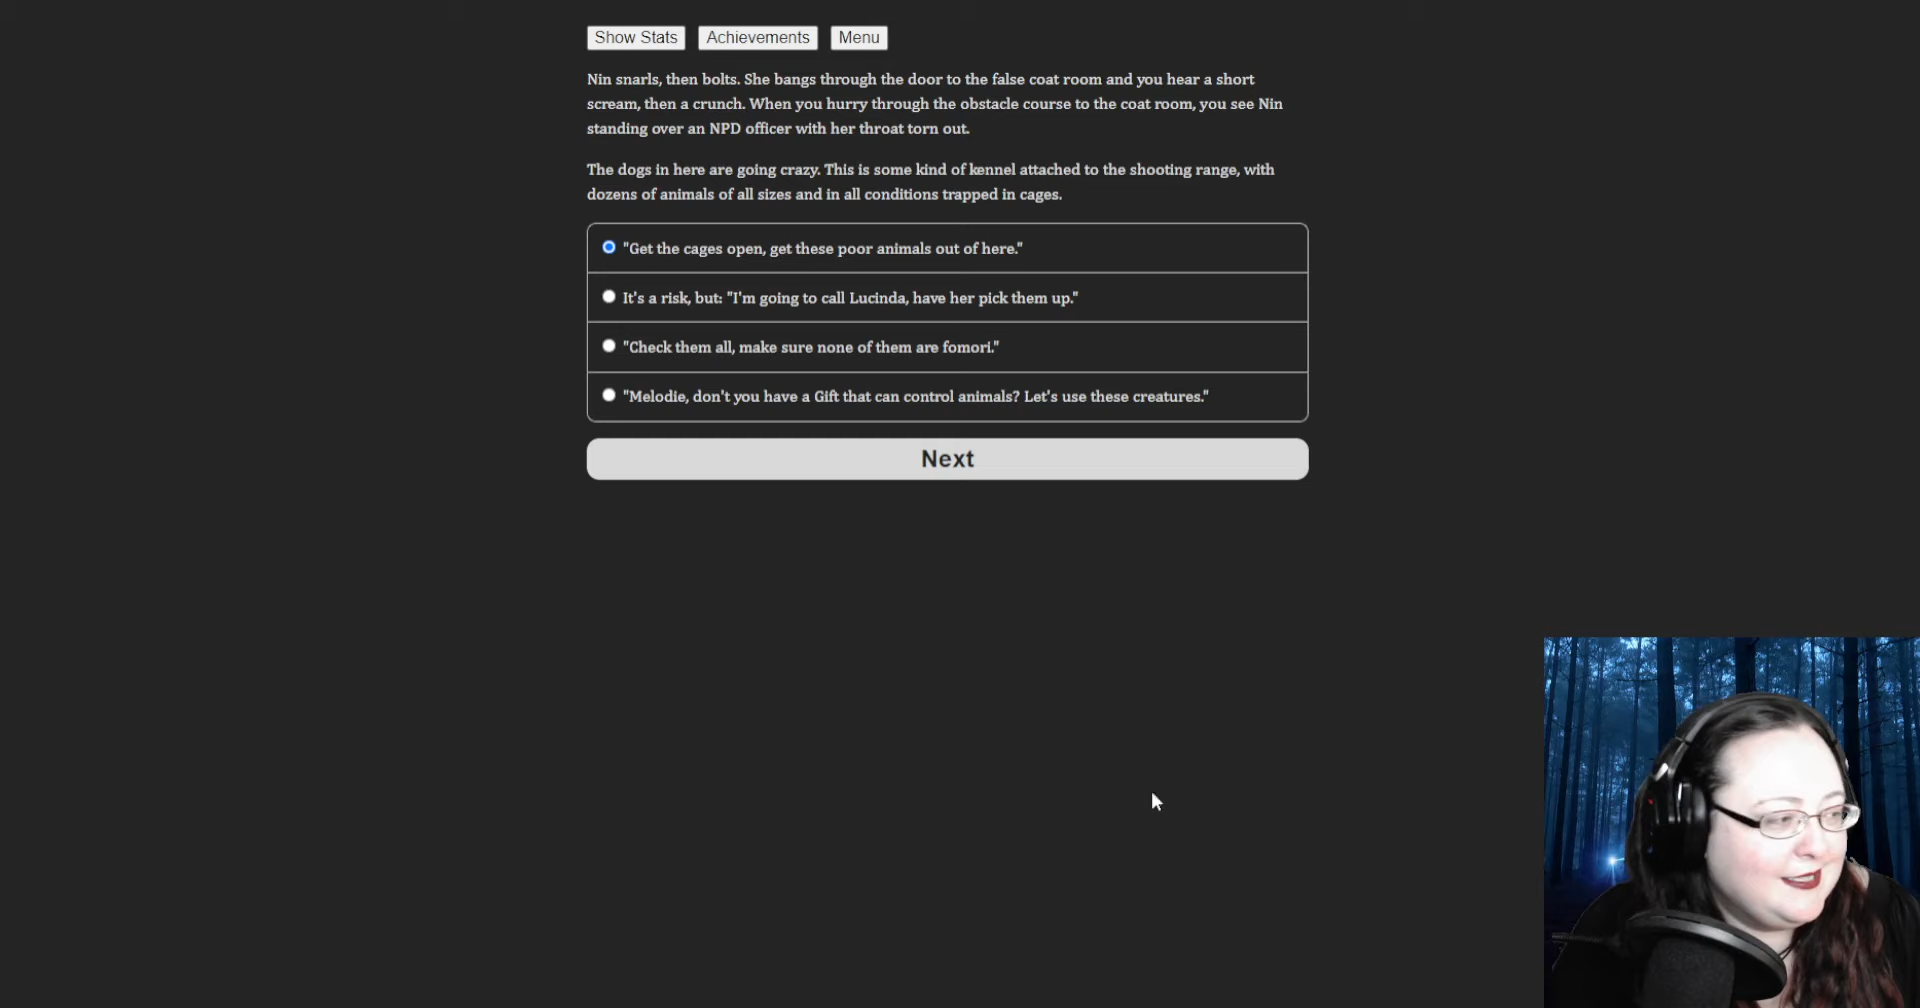 Show Stats
Achievements
Menu
Nin snarls, then bolts. She bangs through the door to the false coat room and you hear a short
scream, then a crunch. When you hurry through the obstacle course to the coat room, you see Nin
standing over an NPD officer with her throat torn out.
The dogs in here are going crazy. This is some kind of kennel attached to the shooting range, with
dozens of animals of all sizes and in all conditions trapped in cages.
"Get the cages open, get these poor animals out of here."
It's a risk, but: "I'm going to call Lucinda, have her pick them up."
"Check them all, make sure none of them are fomori."
"Melodie, don't you have a Gift that can control animals? Let's use these creatures."
Next